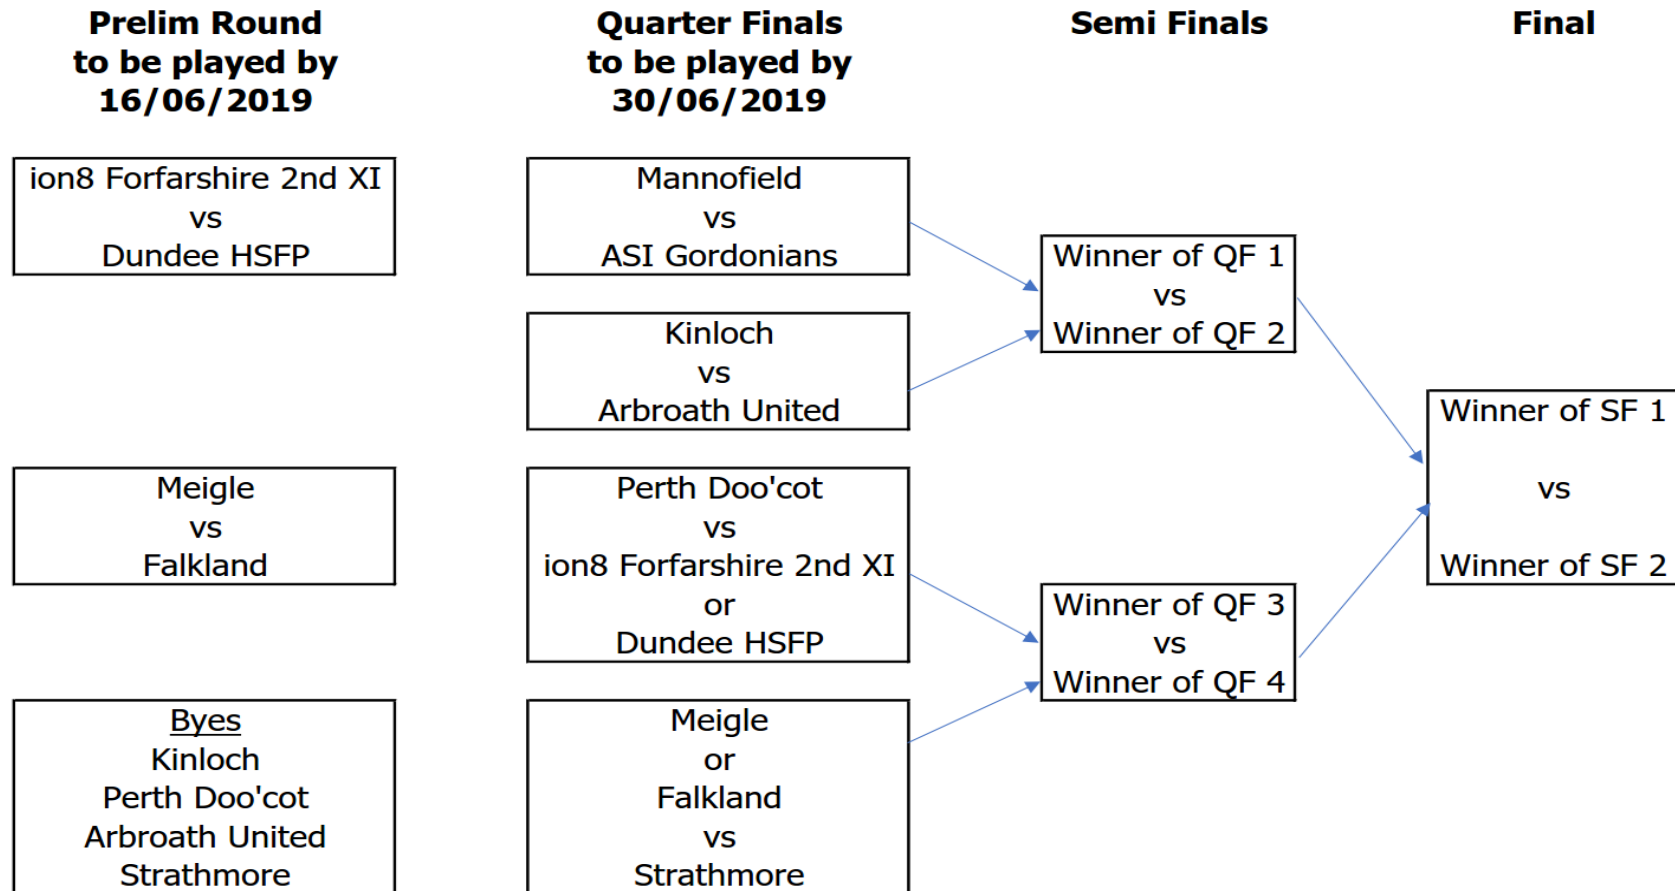 Prelim Round
to be played by
16/06/2019
ion8 Forfarshire 2nd XI
vs
Dundee HSFP
Meigle
vs
Falkland
Byes
Kinloch
Perth Doo'cot
Arbroath United
Strathmore
Quarter Finals
to be played by
30/06/2019
Mannofield
vs
ASI Gordonians
Kinloch
vs
Arbroath United
Perth Doo'cot
vs
ion8 Forfarshire 2nd XI
or
Dundee HSFP
Meigle
or
Falkland
vs
Strathmore
Semi Finals
Winner of QF 1
vs
Winner of QF 2
Winner of QF 3
vs
Winner of QF 4
Final
Winner of SF 1
vs
Winner of SF 2